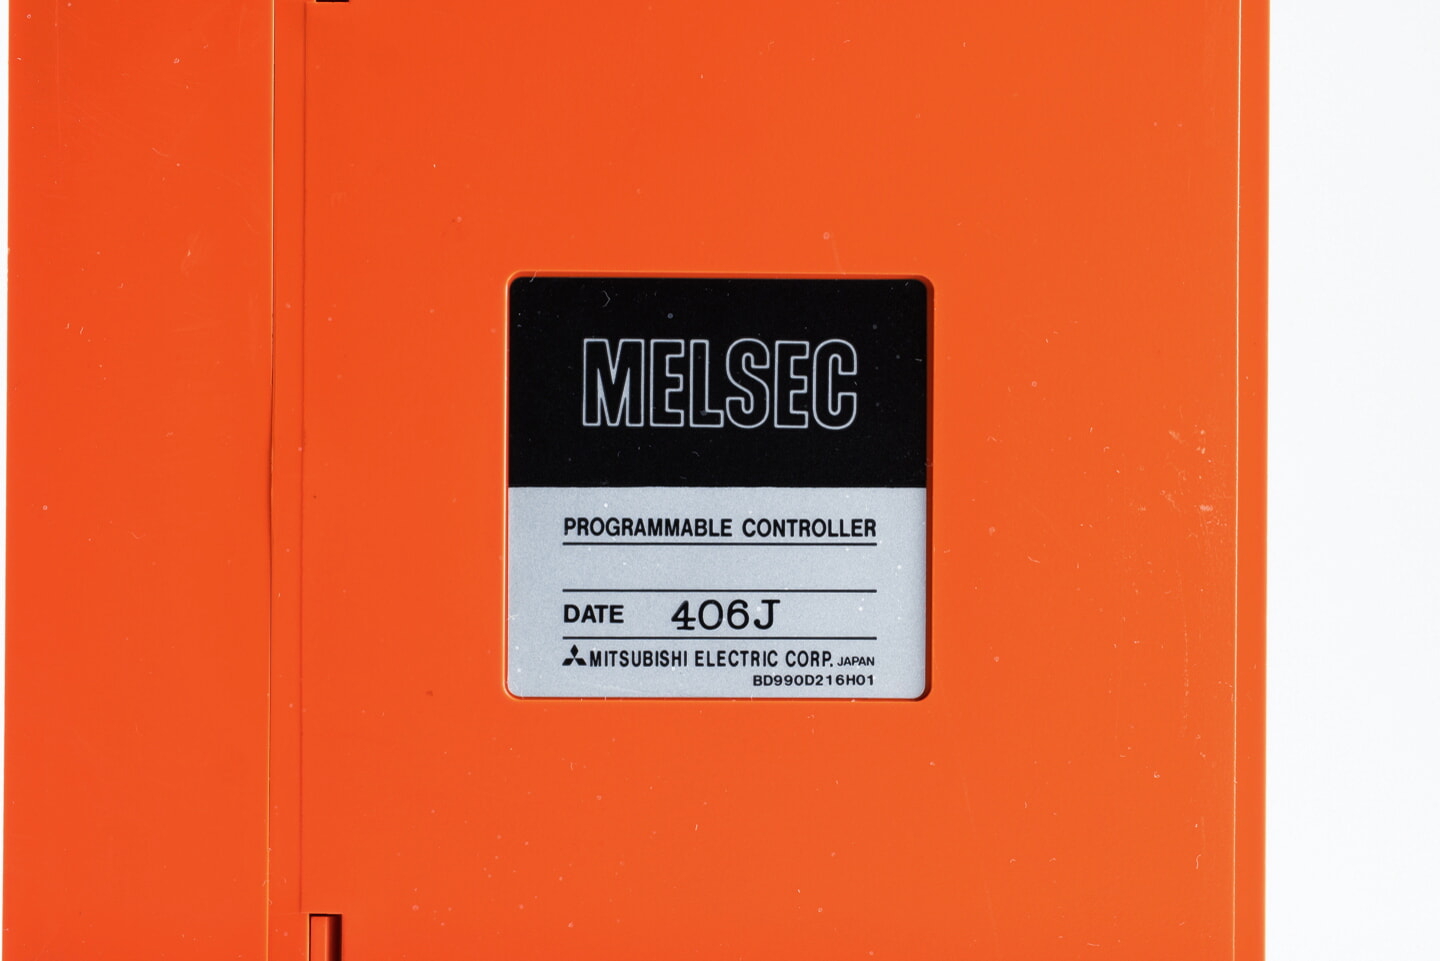 MELSEC
PROGRAMMABLE CONTROLLER
DATE 406J
MITSUBISHI ELECTRIC CORP. JAPAN
BD990D216H01